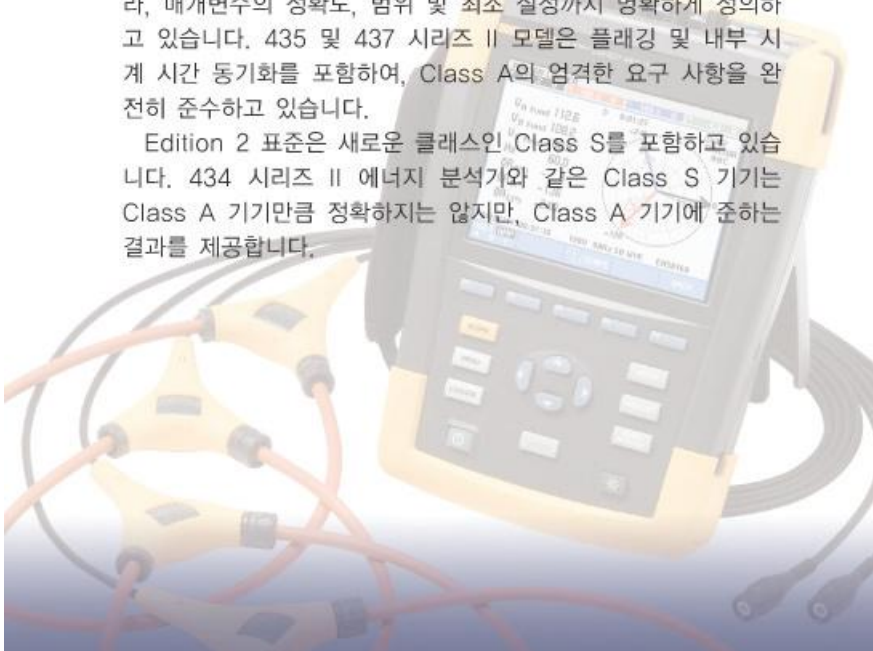 라, 매개변수의 정확도, 범위 및 최소 설정까지 명확하게 정의하
고 있습니다. 435 및 437 시리즈 II 모델은 플래깅 및 내부 시
계 시간 동기화를 포함하여, Class A의 엄격한 요구 사항을 완
전히 준수하고 있습니다.
Edition 2 표준은 새로운 클래스인 Class S를 포함하고 있습
니다. 434 시리즈 II 에너지 분석기와 같은 Class S 기기는
Class A 기기만큼 정확하지는 않지만, Class A 기기에 준하는
결과를 제공합니다.